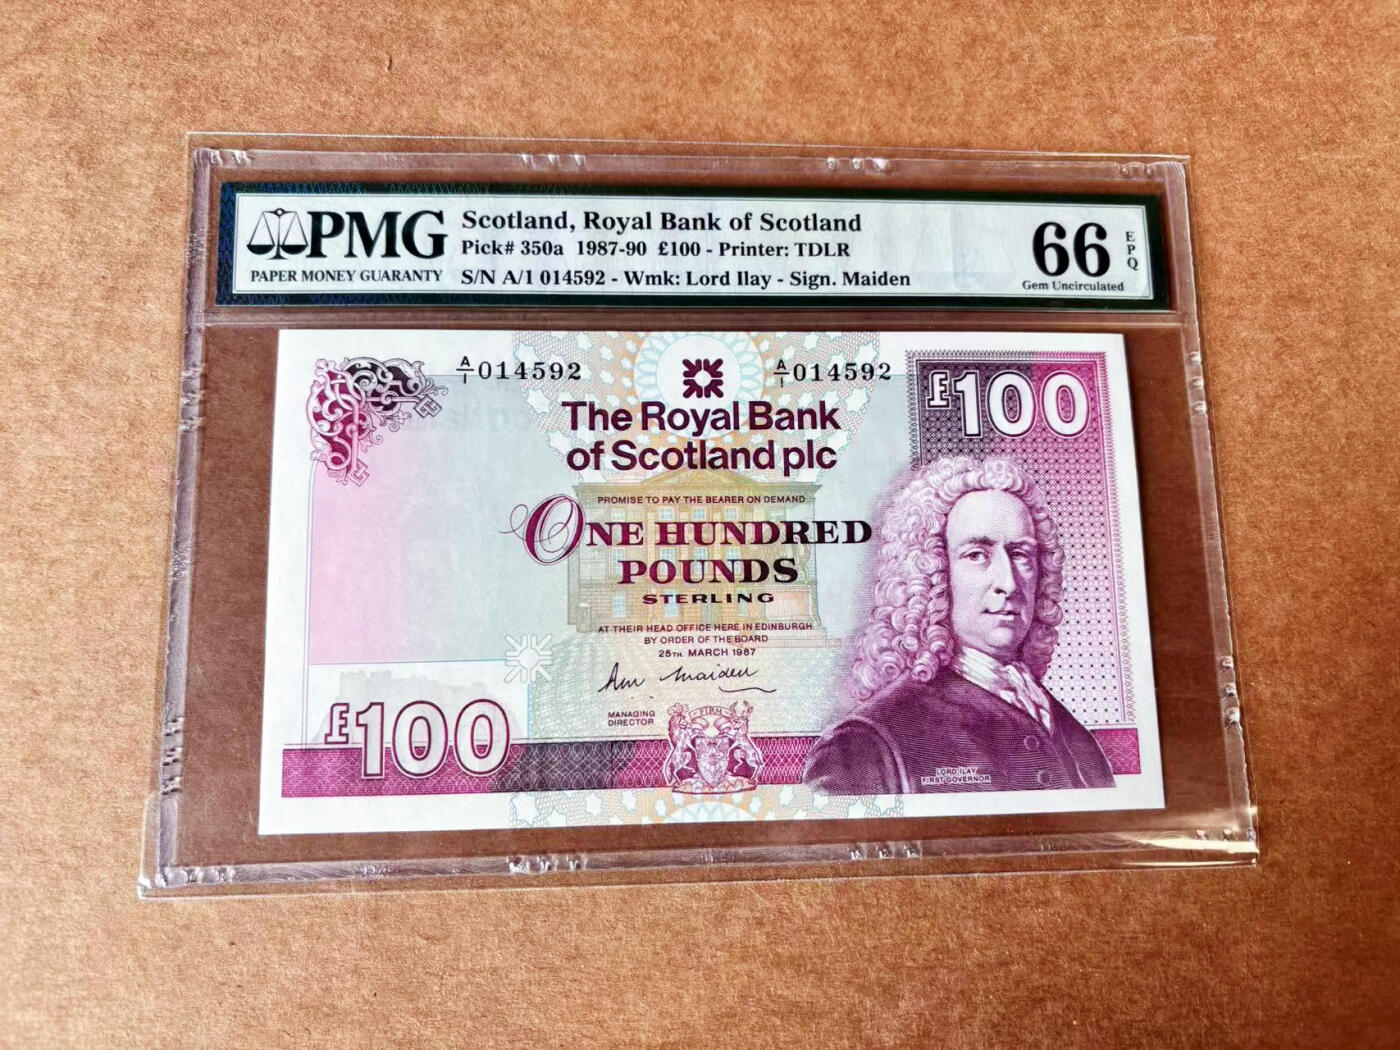 PMG
PAPER MONEY GUARANTY
Scotland, Royal Bank of Scotland
Pick# 350a 1987-90 £100 - Printer: TDLR
S/N A/1 014592 - Wmk: Lord Ilay - Sign. Maiden
66
EPQ
Gem Uncirculated
A/1 014592
A/1 014592
£100
The Royal Bank
of Scotland plc
PROMISE TO PAY THE BEARER ON DEMAND
ONE HUNDRED
POUNDS
STERLING
AT THEIR HEAD OFFICE HERE IN EDINBURGH
BY ORDER OF THE BOARD
25TH. MARCH 1987
MANAGING
DIRECTOR
FIRM
£100
LORD ILAY
FIRST GOVERNOR